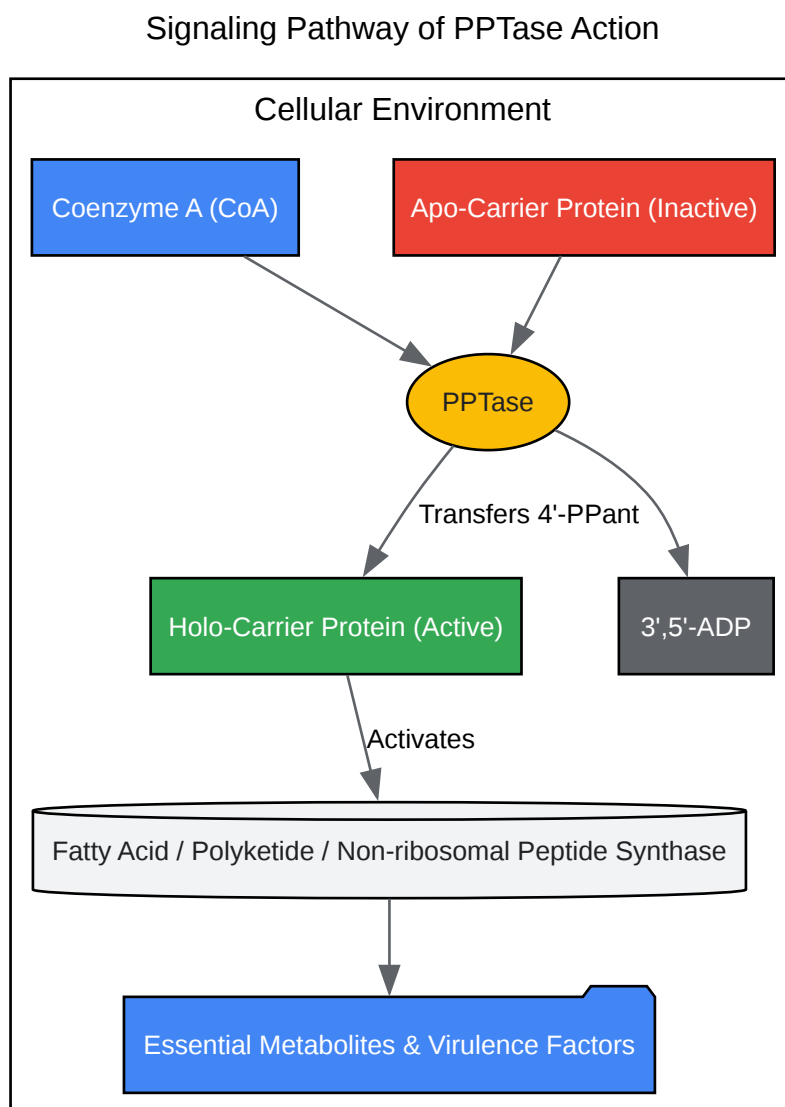 Signaling Pathway of PPTase Action
Cellular Environment
Coenzyme A (CoA)
Apo-Carrier Protein (Inactive)
PPTase
Transfers 4'-PPant
Holo-Carrier Protein (Active)
3',5'-ADP
Activates
Fatty Acid / Polyketide / Non-ribosomal Peptide Synthase
Essential Metabolites & Virulence Factors